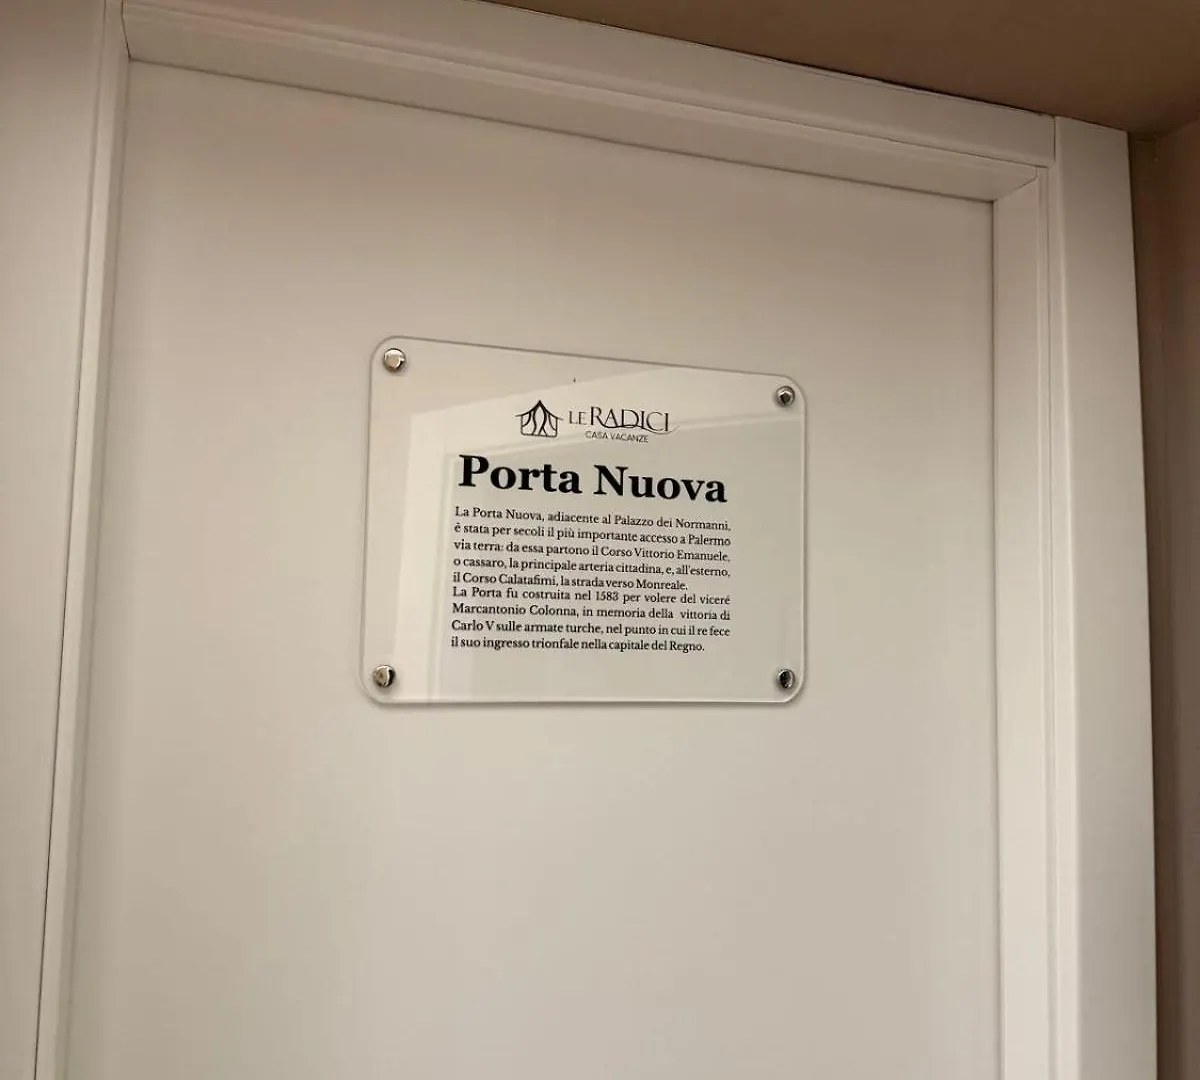 LE RADICI
CASA VACANZE
Porta Nuova
La Porta Nuova, adiacente al Palazzo dei Normanni,
è stata per secoli il più importante accesso a Palermo
via terra: da essa partono il Corso Vittorio Emanuele,
o cassaro, la principale arteria cittadina, e, all'esterno,
il Corso Calatafimi, la strada verso Monreale.
La Porta fu costruita nel 1583 per volere del viceré
Marcantonio Colonna, in memoria della vittoria di
Carlo V sulle armate turche, nel punto in cui il re fece
il suo ingresso trionfale nella capitale del Regno.